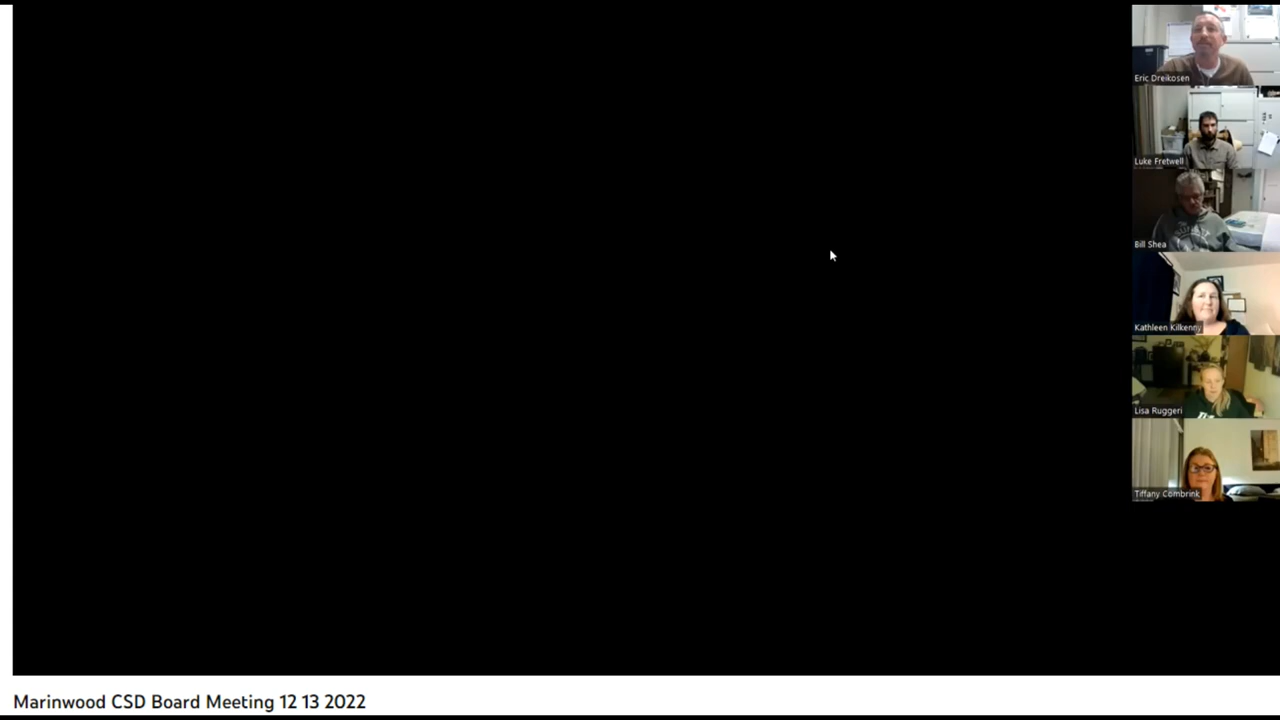 Eric Dreikosen
Luke Fretwell
Bill Shea
Kathleen Kilkenny
Lisa Ruggeri
Tiffany Combrink
Marinwood CSD Board Meeting 12 13 2022